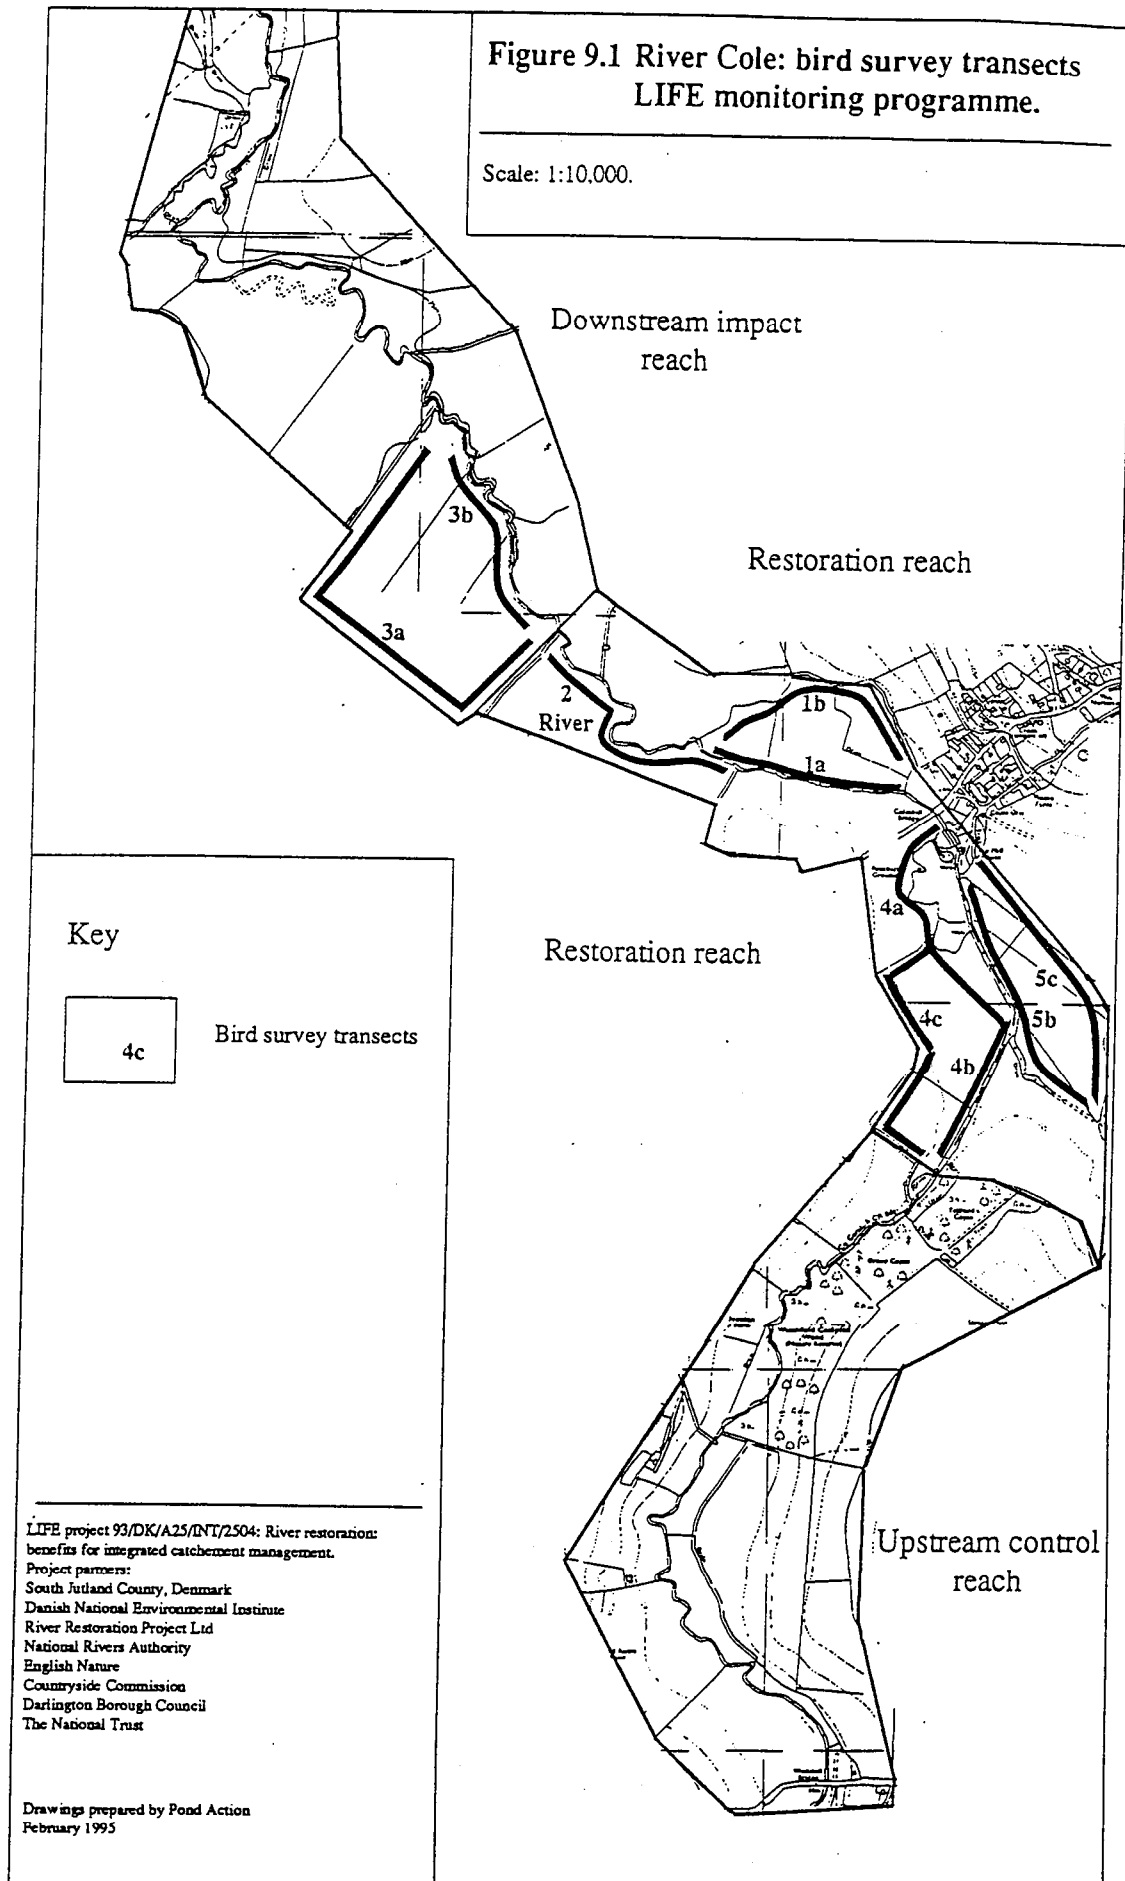 Figure 9.1 River Cole: bird survey transects
LIFE monitoring programme.
Scale: 1:10,000.
Downstream impact
reach
Restoration reach
3b
3a
2
River
1b
1a
C
4a
Restoration reach
5c
5b
4c
4b
Key
4c
Bird survey transects
Upstream control
reach
LIFE project 93/DK/A25/INT/2504: River restoration:
benefits for integrated catchement management.
Project partners:
South Jutland County, Denmark
Danish National Environmental Institute
River Restoration Project Ltd
National Rivers Authority
English Nature
Countryside Commission
Darlington Borough Council
The National Trust
Drawings prepared by Pond Action
February 1995